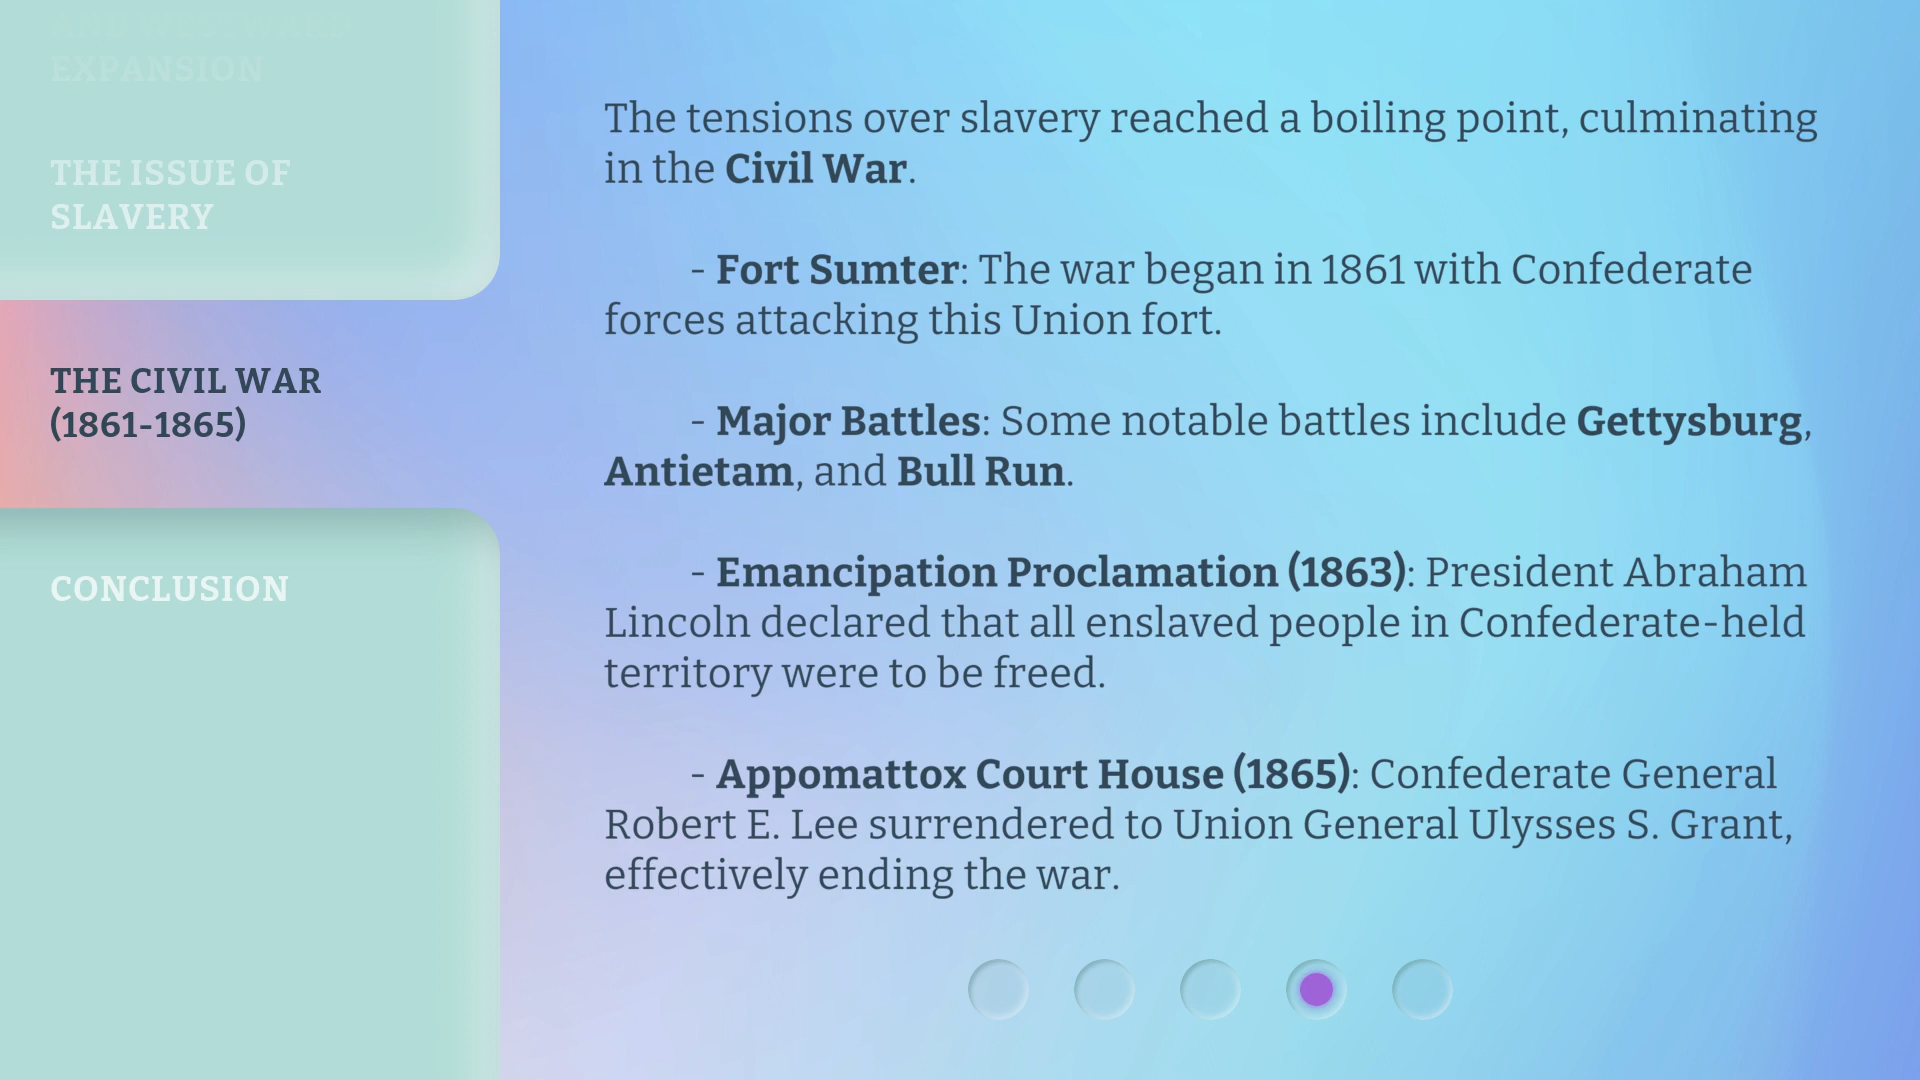 AND WESTWARD
EXPANSION
THE ISSUE OF
SLAVERY
THE CIVIL WAR
(1861-1865)
CONCLUSION
The tensions over slavery reached a boiling point, culminating
in the Civil War.
- Fort Sumter: The war began in 1861 with Confederate
forces attacking this Union fort.
- Major Battles: Some notable battles include Gettysburg,
Antietam, and Bull Run.
- Emancipation Proclamation (1863): President Abraham
Lincoln declared that all enslaved people in Confederate-held
territory were to be freed.
- Appomattox Court House (1865): Confederate General
Robert E. Lee surrendered to Union General Ulysses S. Grant,
effectively ending the war.